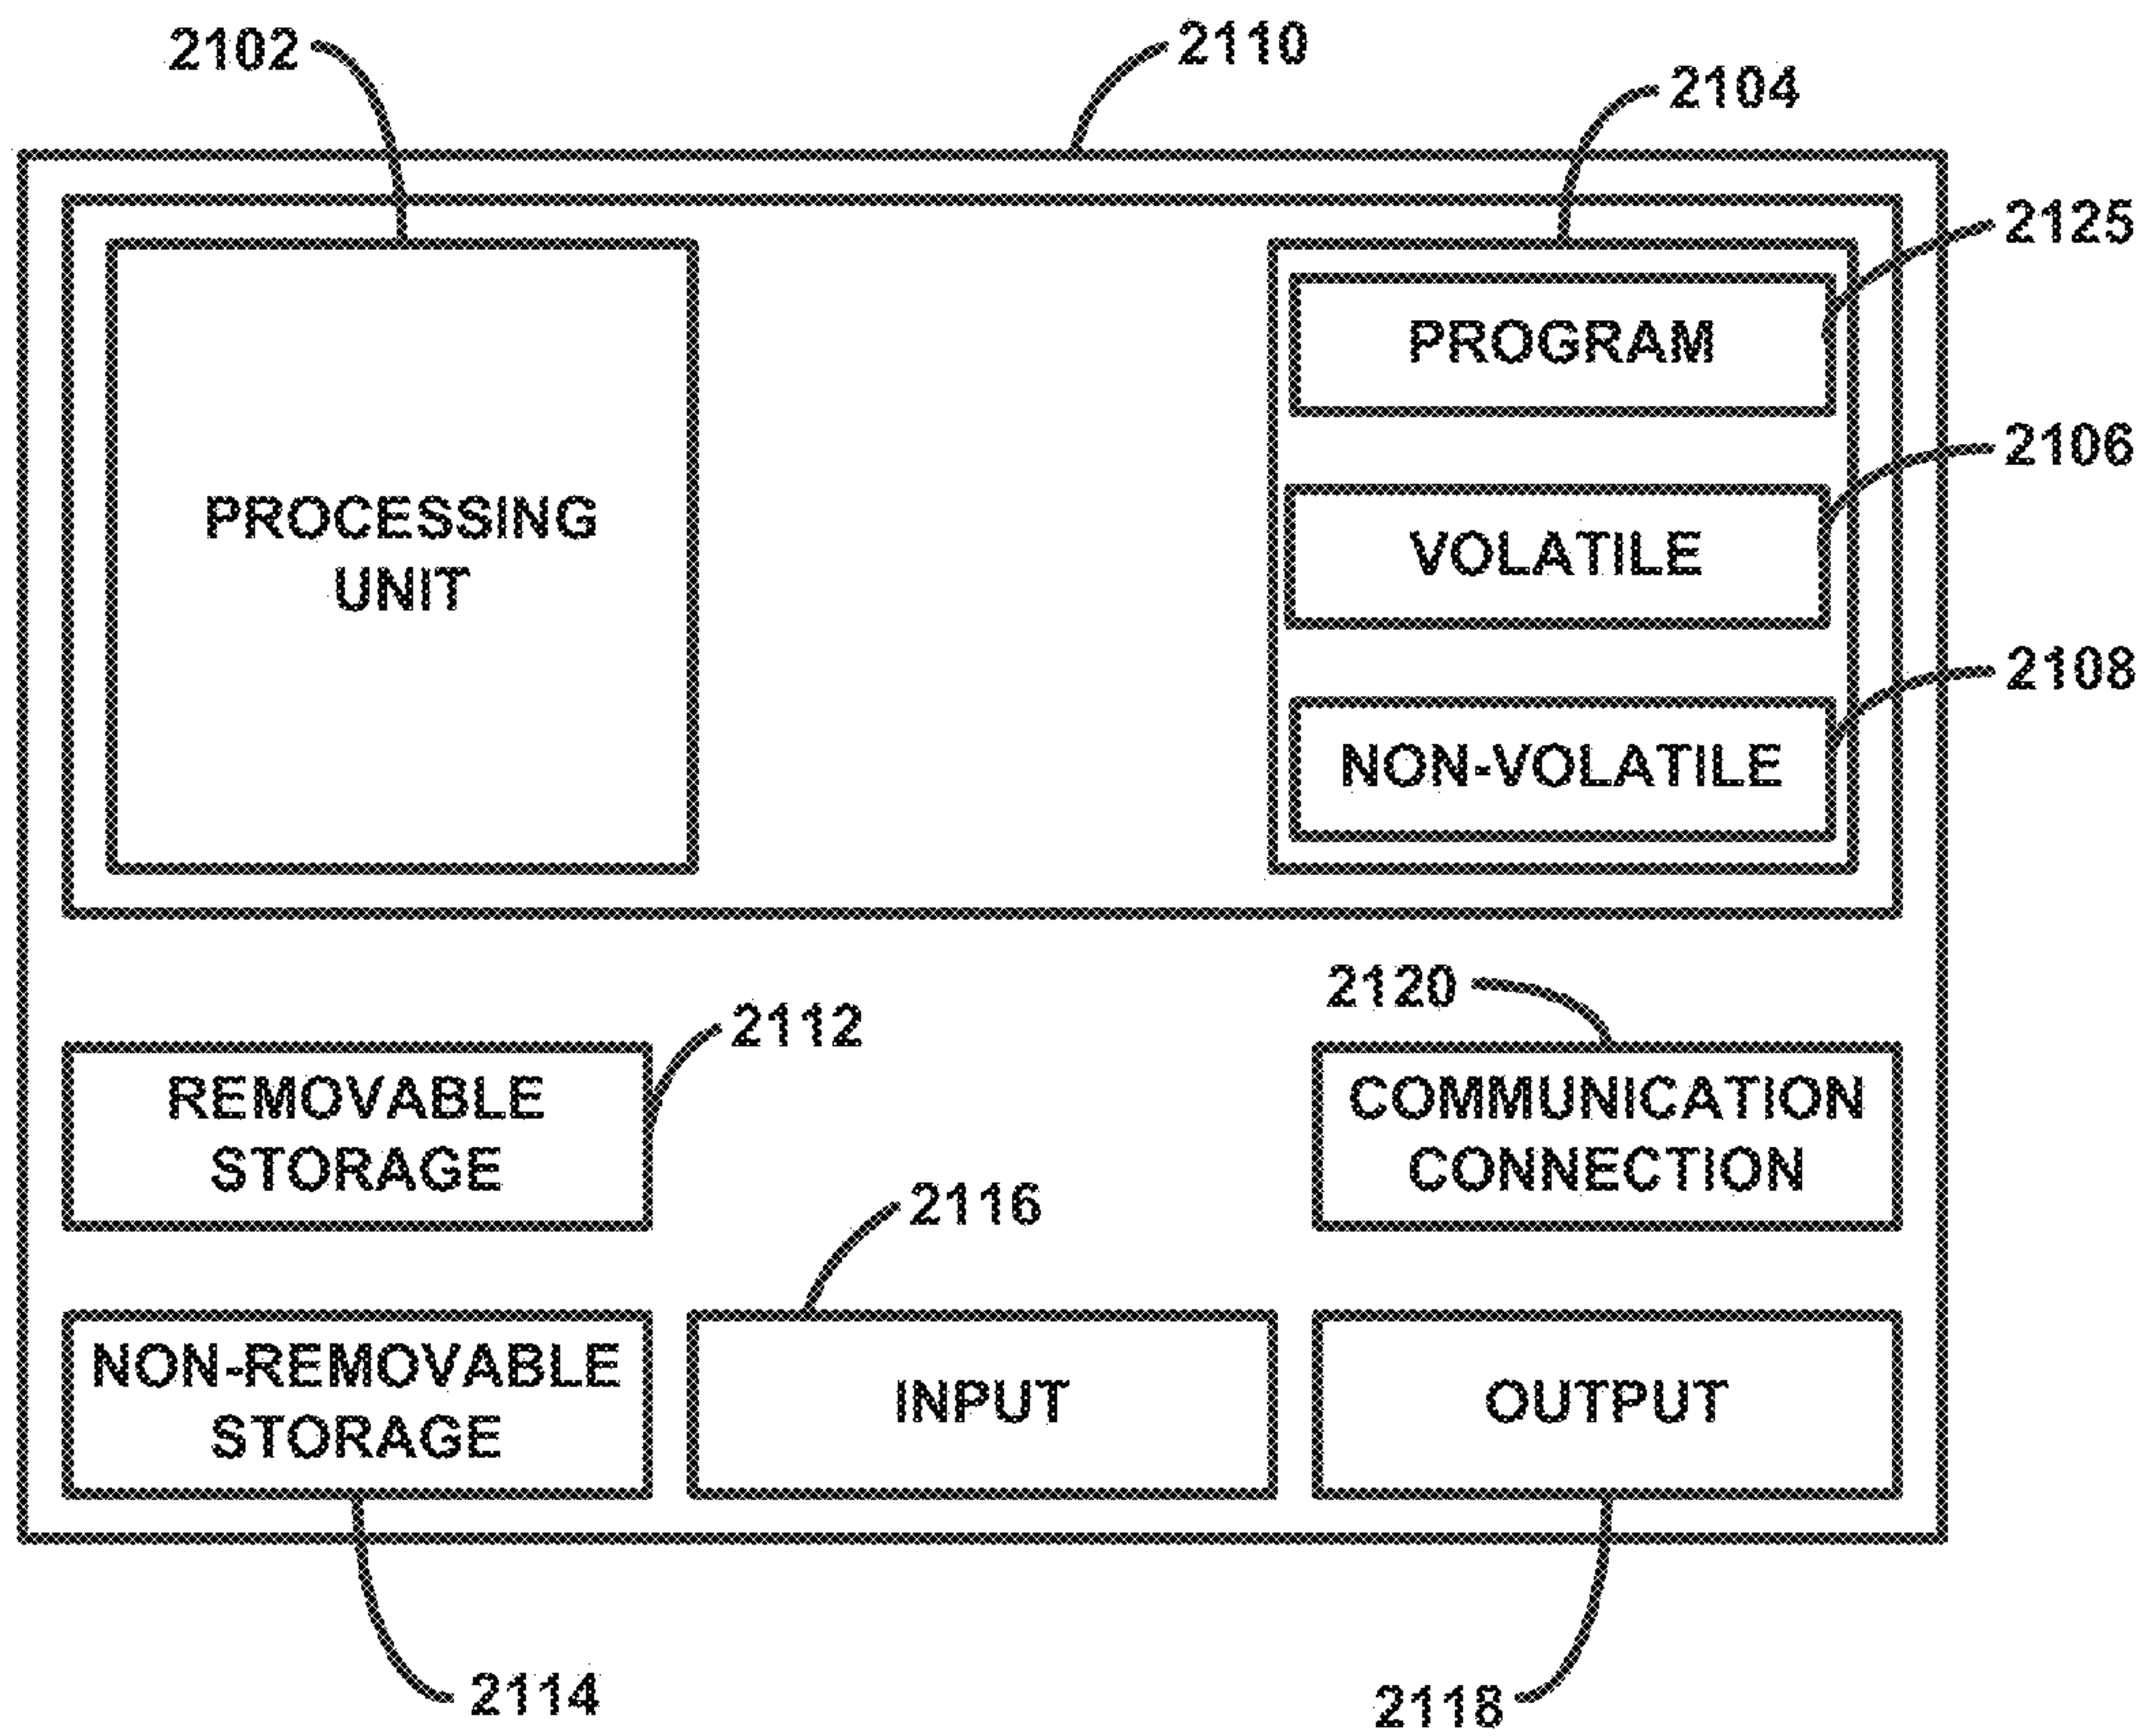 2102
2110
2104
2125
PROGRAM
2106
PROCESSING
UNIT
VOLATILE
2108
NON-VOLATILE
2120
2112
REMOVABLE
STORAGE
COMMUNICATION
CONNECTION
2116
NON-REMOVABLE
STORAGE
INPUT
OUTPUT
2114
2118